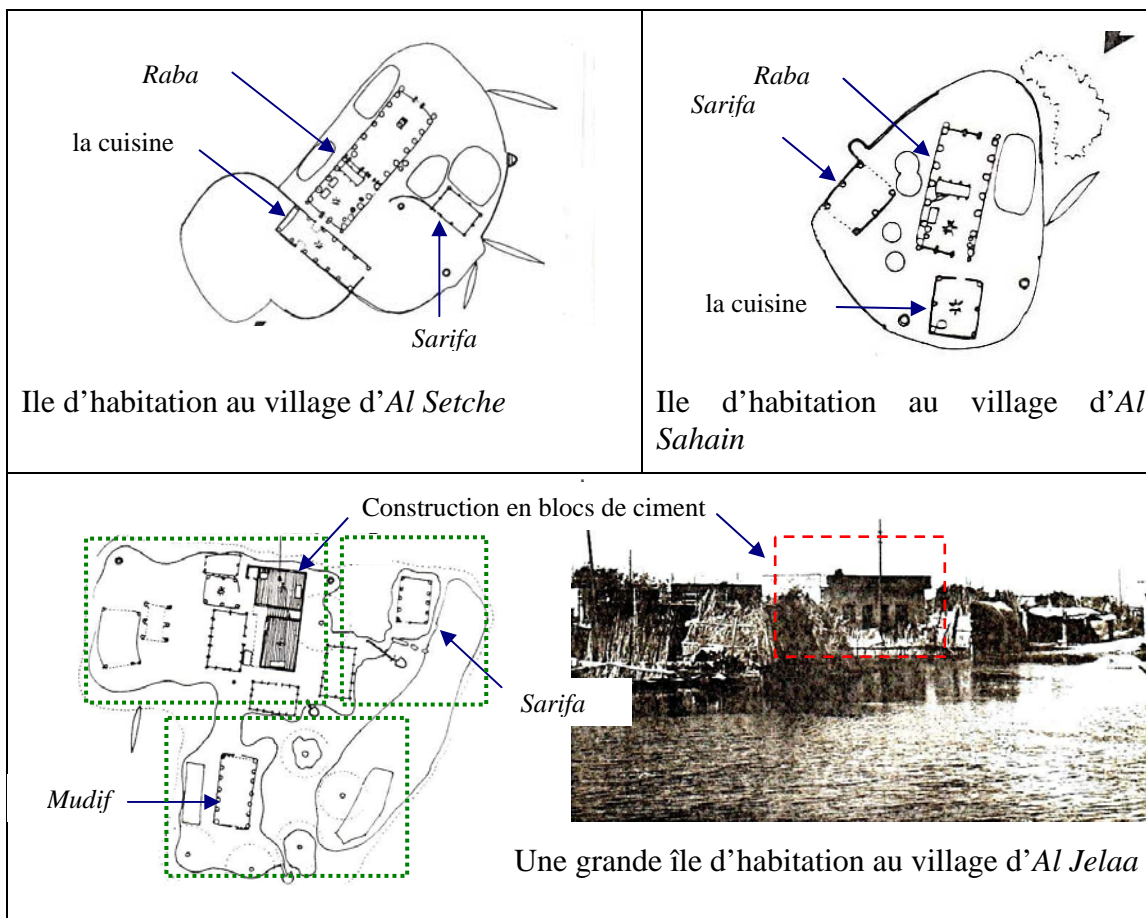 Raba
la cuisine
Sarifa
Ile d’habitation au village d’Al Setche
Raba
Sarifa
la cuisine
Ile d’habitation au village d’Al
Sahain
Construction en blocs de ciment
Sarifa
Mudif
Une grande île d’habitation au village d’Al Jelaa